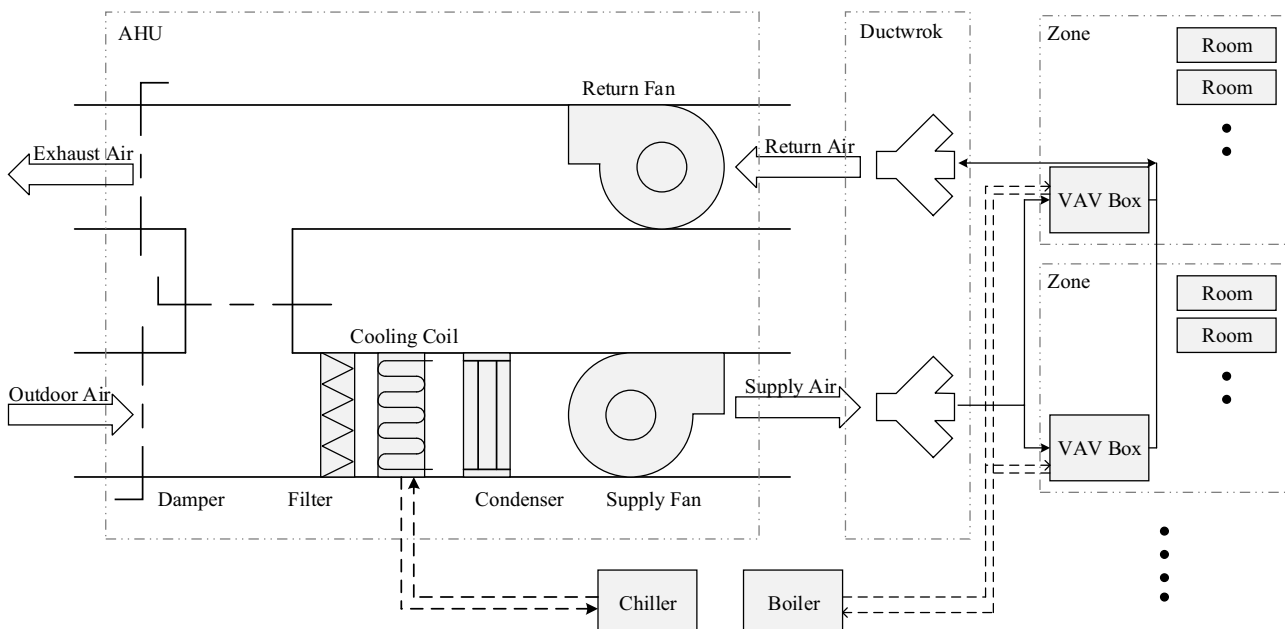 AHU
Ductwrok
Zone
Room
Room
Return Fan
Exhaust Air
Return Air
VAV Box
Zone
Room
Room
Cooling Coil
Outdoor Air
Supply Air
VAV Box
Damper
Filter
Condenser
Supply Fan
Chiller
Boiler